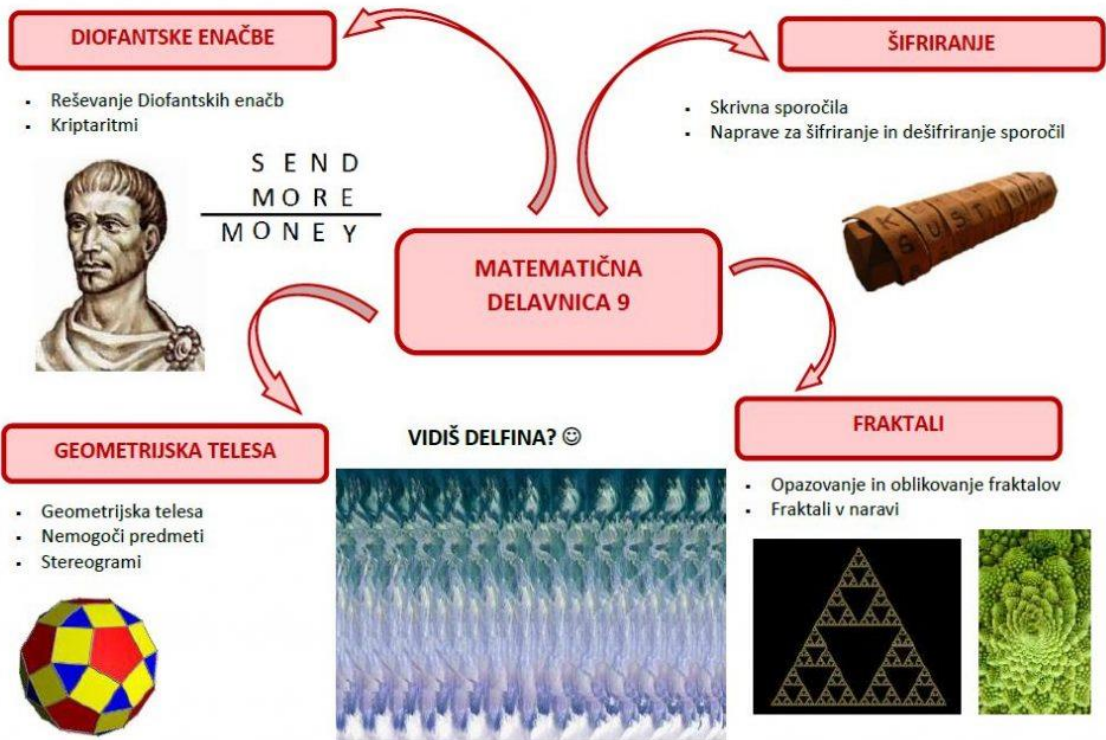 DIOFANTSKE ENAČBE
▪ Reševanje Diofantskih enačb
▪ Kriptaritmi
S E N D
M O R E
M O N E Y
ŠIFRIRANJE
▪ Skrivna sporočila
▪ Naprave za šifriranje in dešifriranje sporočil
MATEMATIČNA
DELAVNICA 9
GEOMETRIJSKA TELESA
▪ Geometrijska telesa
▪ Nemogoči predmeti
▪ Stereogrami
VIDIŠ DELFINA? ☺
FRAKTALI
▪ Opazovanje in oblikovanje fraktalov
▪ Fraktali v naravi